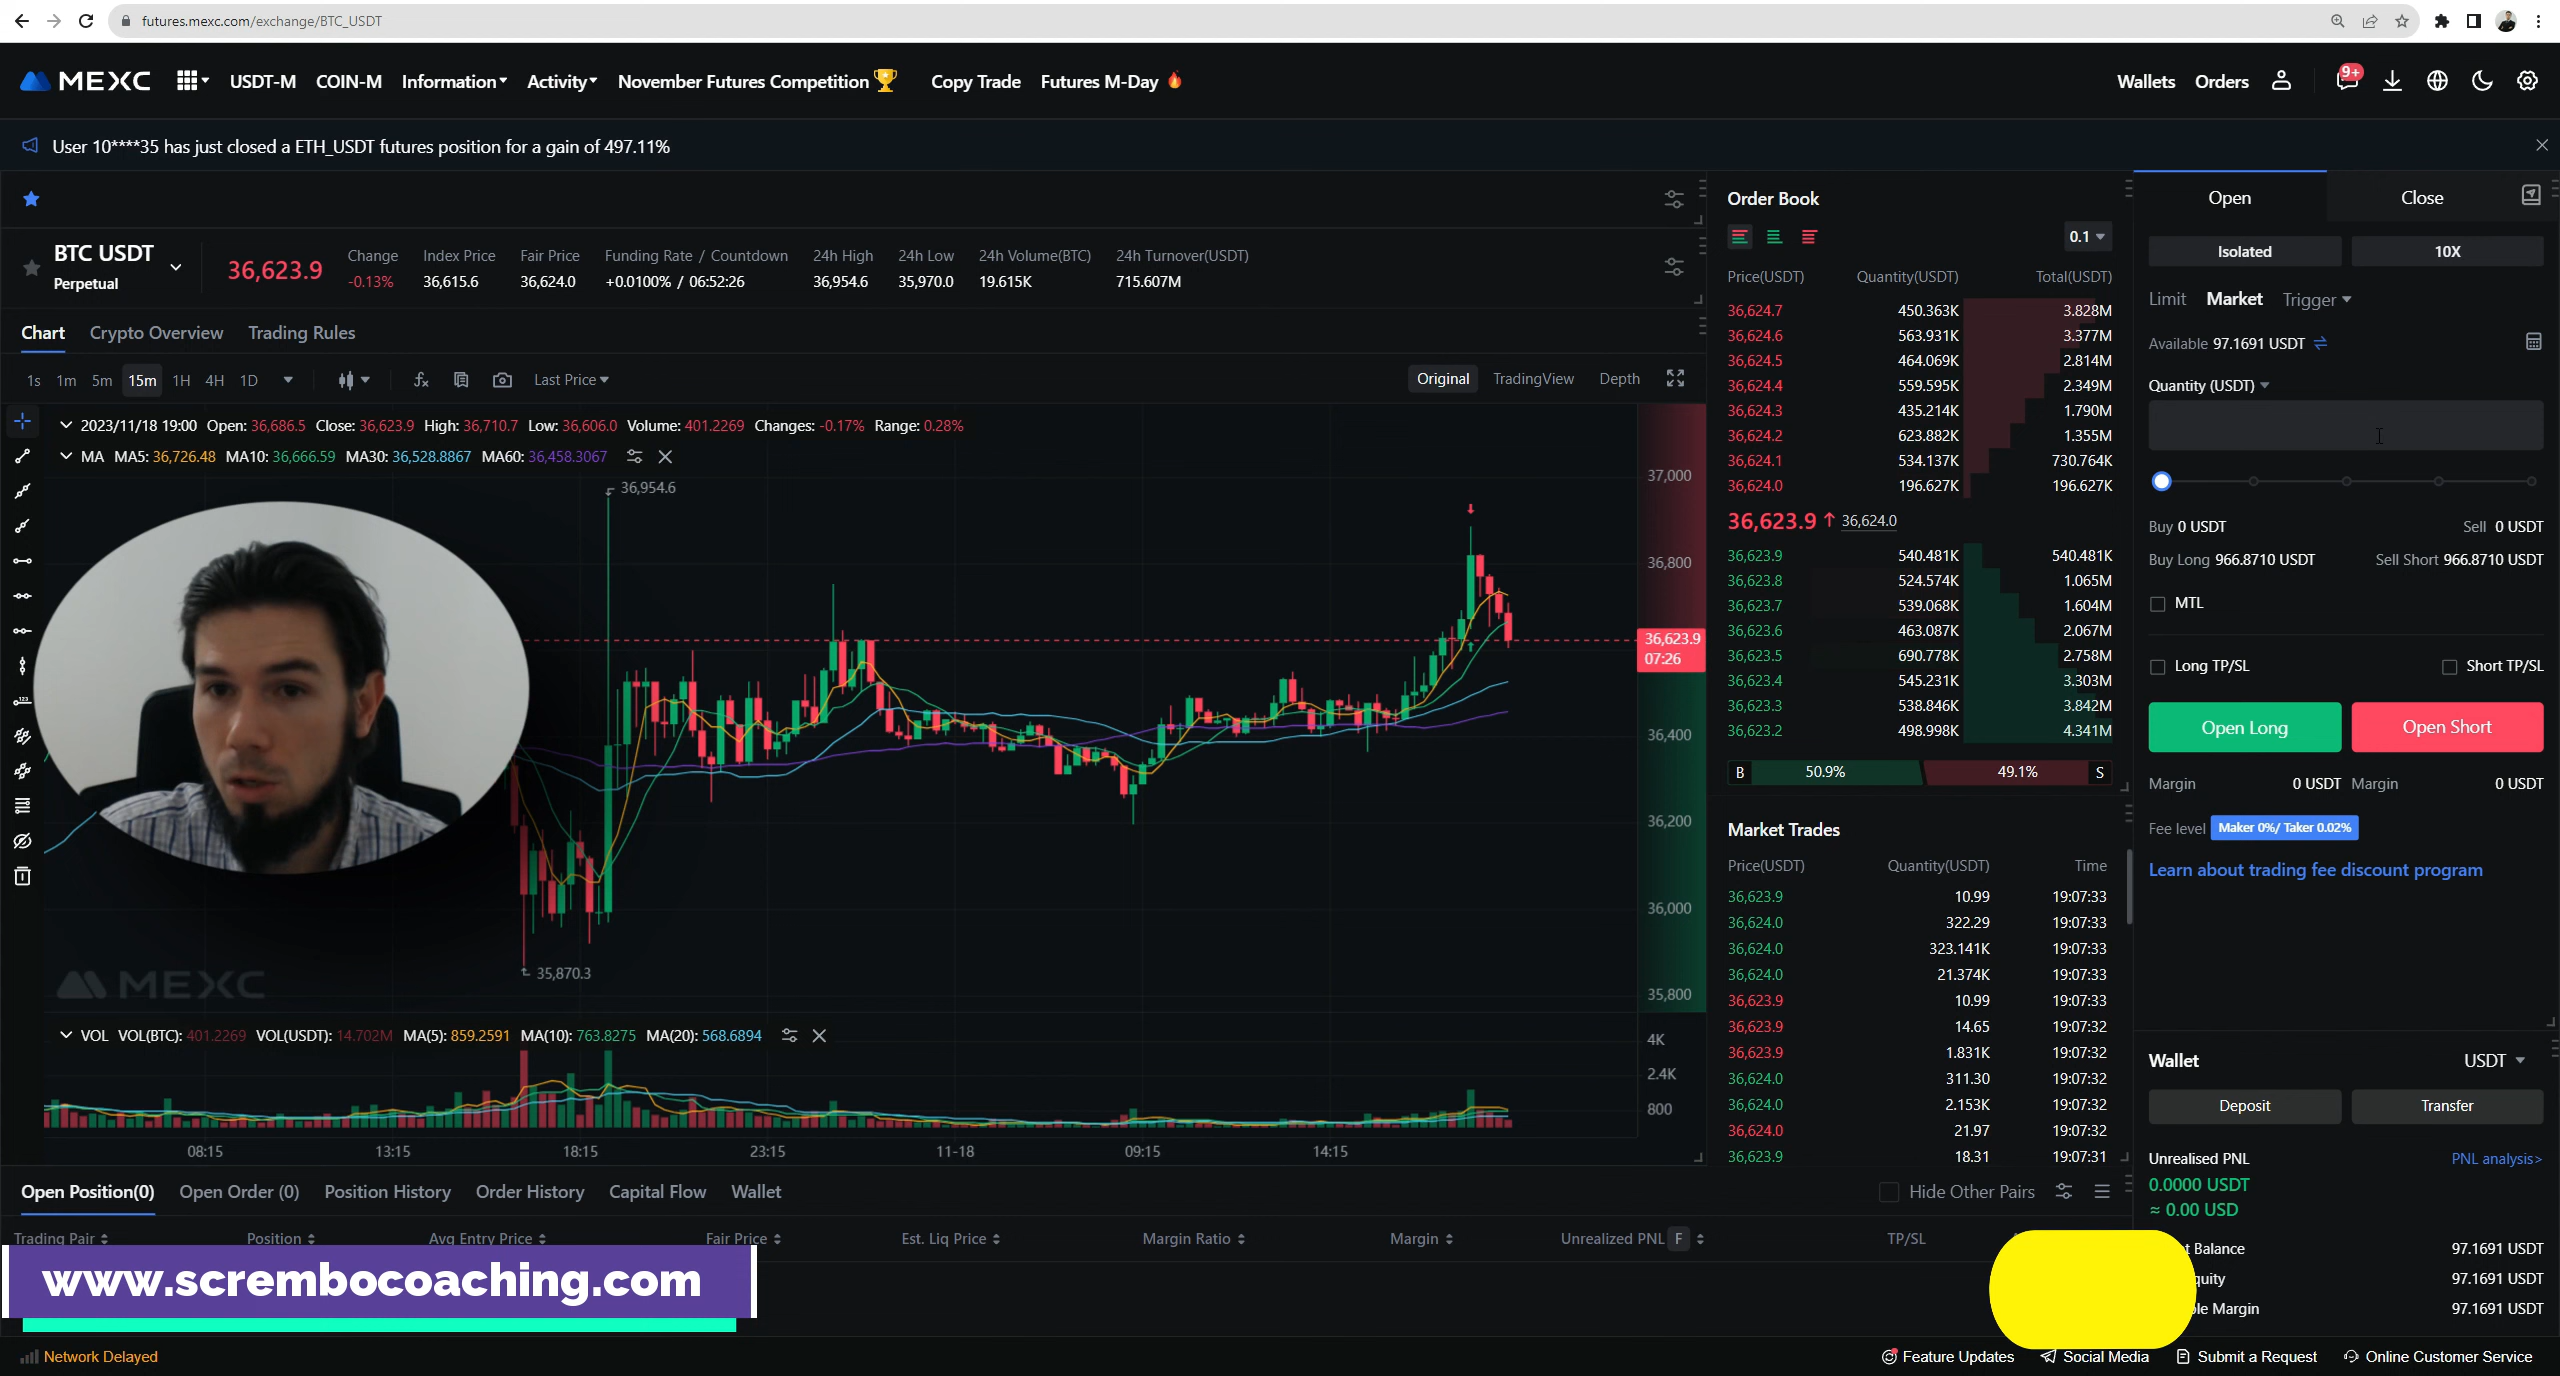 futures.mexc.com/exchange/BTC_USDT
MEXC USDT-M COIN-M Information Activity November Futures Competition Copy Trade Futures M-Day Wallets Orders 9+
User 10****35 has just closed a ETH_USDT futures position for a gain of 497.11%
BTC USDT
Perpetual
36,623.9
Change Index Price Fair Price Funding Rate / Countdown 24h High 24h Low 24h Volume(BTC) 24h Turnover(USDT)
-0.13% 36,615.6 36,624.0 +0.0100% / 06:52:26 36,954.6 35,970.0 19.615K 715.607M
Chart Crypto Overview Trading Rules
1s 1m 5m 15m 1H 4H 1D Last Price Original TradingView Depth
2023/11/18 19:00 Open: 36,686.5 Close: 36,623.9 High: 36,710.7 Low: 36,606.0 Volume: 401.2269 Changes: -0.17% Range: 0.28%
MA MA5: 36,726.48 MA10: 36,666.59 MA30: 36,528.8867 MA60: 36,458.3067
36,954.6
35,870.3
37,000
36,800
36,623.9
07:26
36,400
36,200
36,000
35,800
MEXC
VOL VOL(BTC): 401.2269 VOL(USDT): 14.702M MA(5): 859.2591 MA(10): 763.8275 MA(20): 568.6894
4K
2.4K
800
08:15 13:15 18:15 23:15 11-18 09:15 14:15
Order Book
0.1
Price(USDT) Quantity(USDT) Total(USDT)
36,624.7 450.363K 3.828M
36,624.6 563.931K 3.377M
36,624.5 464.069K 2.814M
36,624.4 559.595K 2.349M
36,624.3 435.214K 1.790M
36,624.2 623.882K 1.355M
36,624.1 534.137K 730.764K
36,624.0 196.627K 196.627K
36,623.9 36,624.0
36,623.9 540.481K 540.481K
36,623.8 524.574K 1.065M
36,623.7 539.068K 1.604M
36,623.6 463.087K 2.067M
36,623.5 690.778K 2.758M
36,623.4 545.231K 3.303M
36,623.3 538.846K 3.842M
36,623.2 498.998K 4.341M
B 50.9% 49.1% S
Market Trades
Price(USDT) Quantity(USDT) Time
36,623.9 10.99 19:07:33
36,624.0 322.29 19:07:33
36,624.0 323.141K 19:07:33
36,624.0 21.374K 19:07:33
36,623.9 10.99 19:07:33
36,623.9 14.65 19:07:32
36,623.9 1.831K 19:07:32
36,624.0 311.30 19:07:32
36,624.0 2.153K 19:07:32
36,624.0 21.97 19:07:32
36,623.9 18.31 19:07:31
Open Close
Isolated 10X
Limit Market Trigger
Available 97.1691 USDT
Quantity (USDT)
Buy 0 USDT Sell 0 USDT
Buy Long 966.8710 USDT Sell Short 966.8710 USDT
MTL
Long TP/SL Short TP/SL
Open Long Open Short
Margin 0 USDT Margin 0 USDT
Fee level Maker 0%/ Taker 0.02%
Learn about trading fee discount program
Wallet USDT
Deposit Transfer
Unrealised PNL PNL analysis>
0.0000 USDT
≈ 0.00 USD
t Balance 97.1691 USDT
quity 97.1691 USDT
ble Margin 97.1691 USDT
Open Position(0) Open Order (0) Position History Order History Capital Flow Wallet Hide Other Pairs
Trading Pair Position Avg Entry Price Fair Price Est. Liq Price Margin Ratio Margin Unrealized PNL F TP/SL
www.scrembocoaching.com
Network Delayed Feature Updates Social Media Submit a Request Online Customer Service